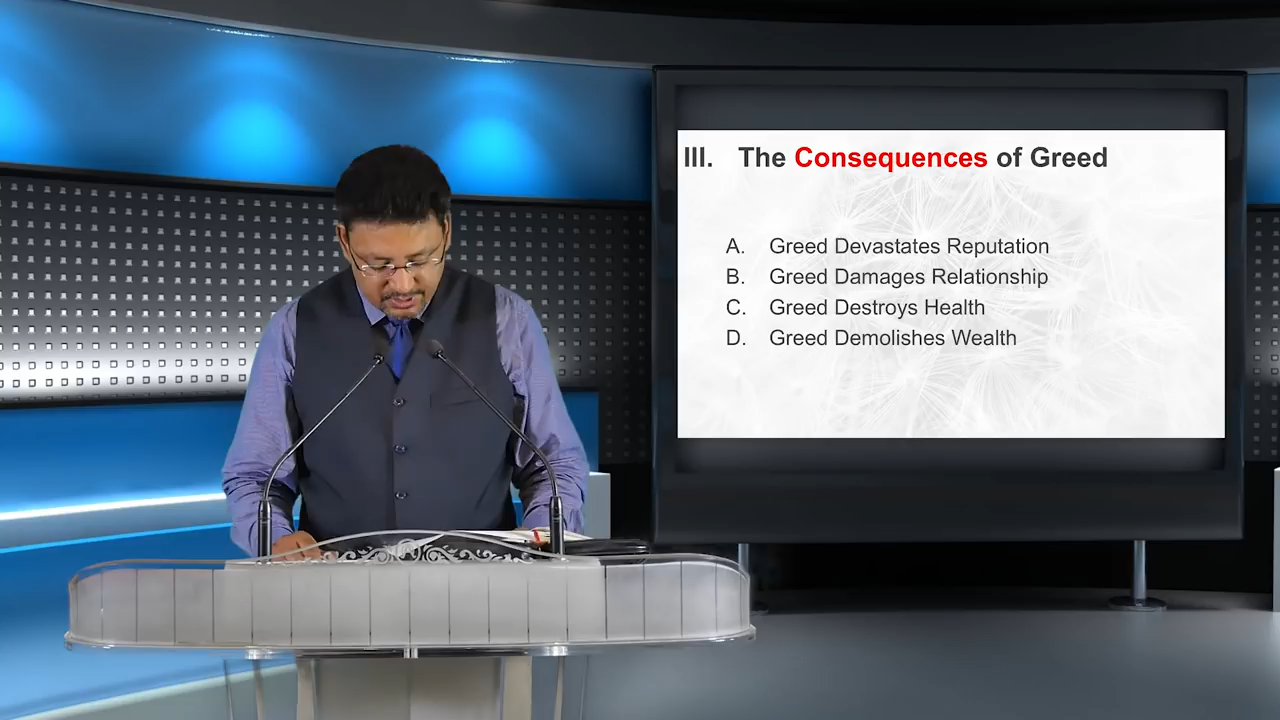 III. The Consequences of Greed
A. Greed Devastates Reputation
B. Greed Damages Relationship
C. Greed Destroys Health
D. Greed Demolishes Wealth